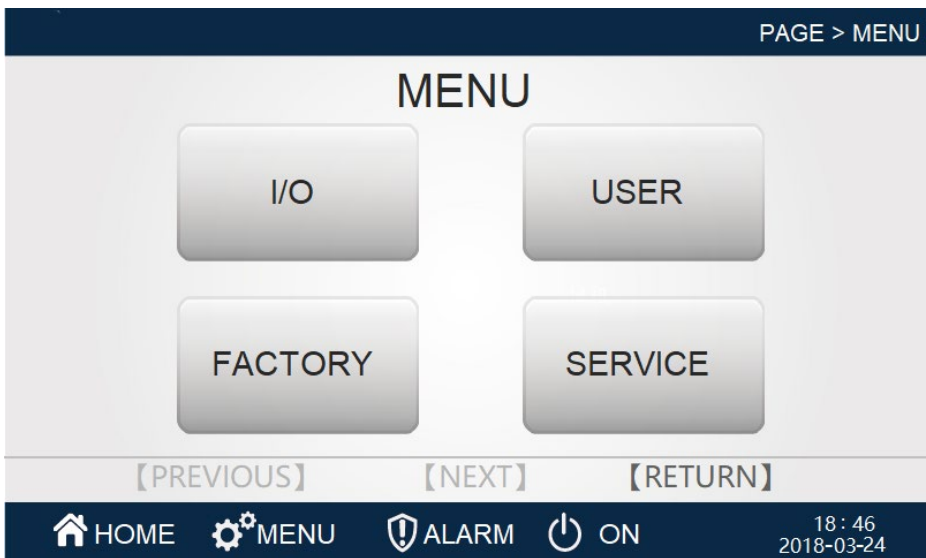 PAGE > MENU
MENU
I/O USER
FACTORY SERVICE
【PREVIOUS】 【NEXT】 【RETURN】
HOME MENU ALARM ON 18:46
2018-03-24